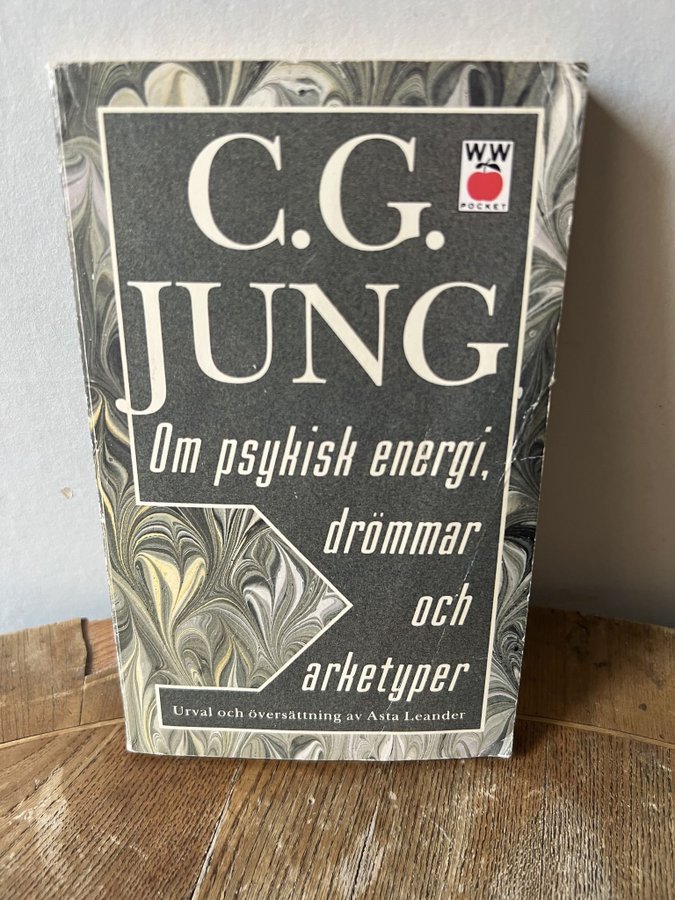 C.G.
JUNG
WW
POCKET
Om psykisk energi,
drömmar
och
arketyper
Urval och översättning av Asta Leander